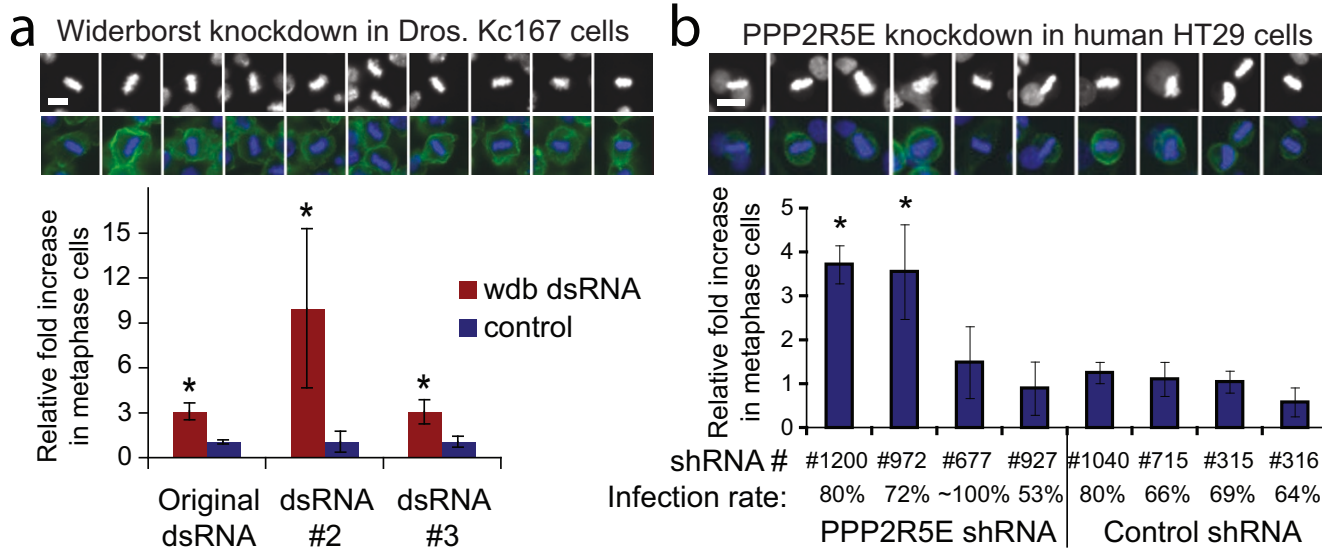 a Widerborst knockdown in Dros. Kc167 cells
Relative fold increase
in metaphase cells
15
12
9
6
3
0
*
*
*
wdb dsRNA
control
Original
dsRNA
dsRNA
#2
dsRNA
#3
b PPP2R5E knockdown in human HT29 cells
Relative fold increase
in metaphase cells
5
4
3
2
1
0
*
*
shRNA # #1200 #972 #677 #927 #1040 #715 #315 #316
Infection rate: 80% 72% ~100% 53% 80% 66% 69% 64%
PPP2R5E shRNA Control shRNA